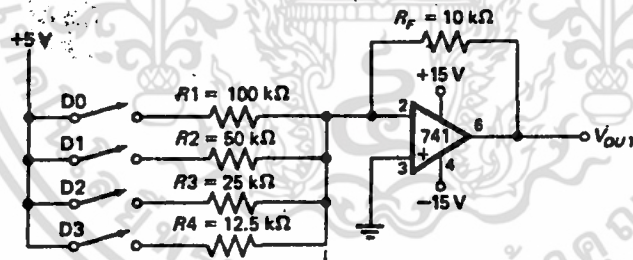 R_F = 10 kΩ
+5 V
+15 V
D0 R1 = 100 kΩ
2
741 6
V_OUT
D1 R2 = 50 kΩ
+
3 4
D2 R3 = 25 kΩ
−15 V
D3 R4 = 12.5 kΩ